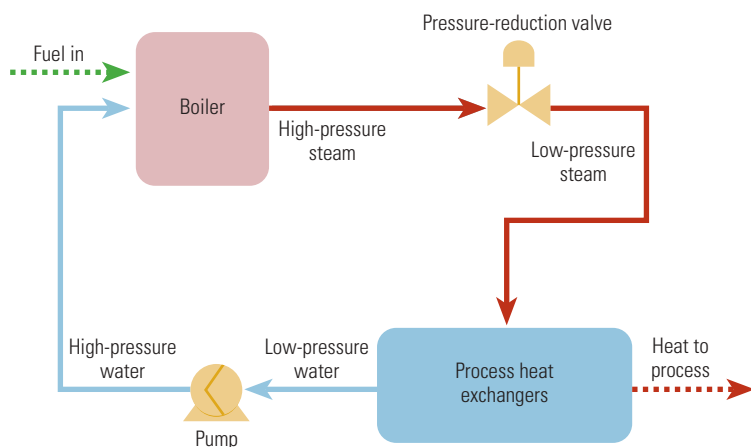 Pressure-reduction valve
Fuel in
Boiler
High-pressure
steam
Low-pressure
steam
High-pressure
water
Low-pressure
water
Process heat
exchangers
Heat to
process
Pump